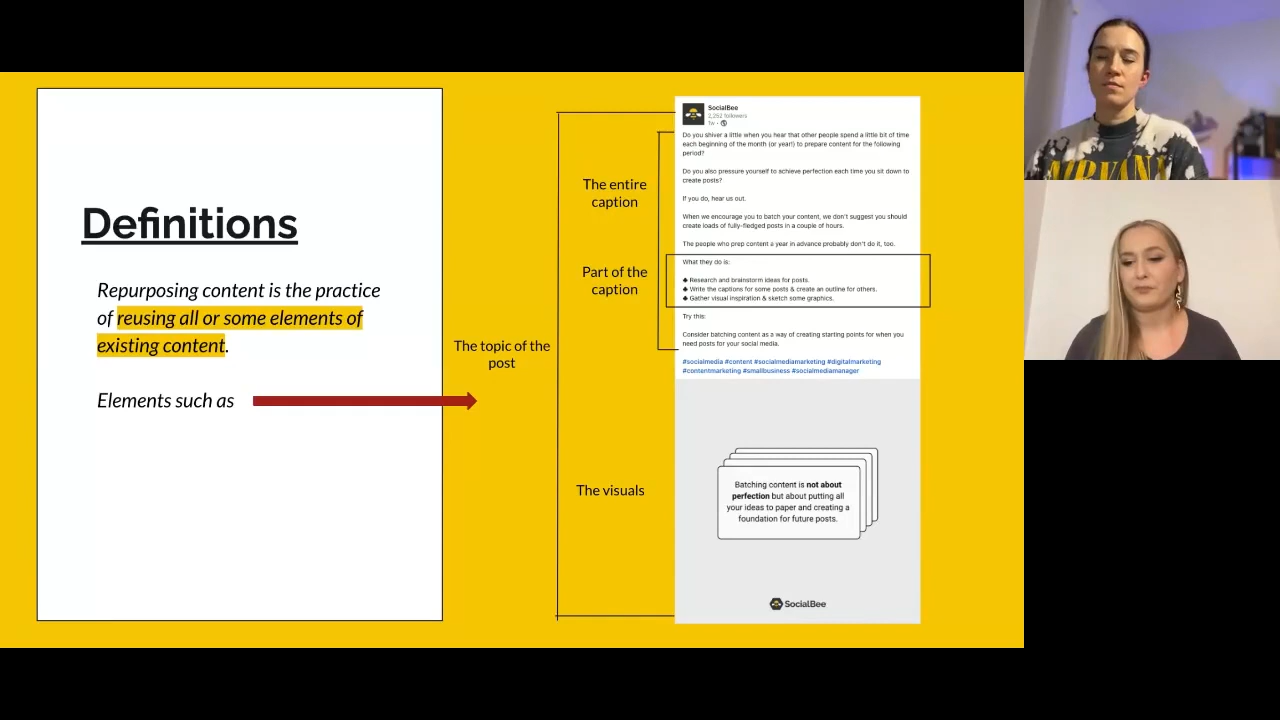 Definitions
Repurposing content is the practice
of reusing all or some elements of
existing content.
Elements such as
The topic of the
post
The entire
caption
Part of the
caption
The visuals
SocialBee
2,262 followers
1w •
Do you shiver a little when you hear that other people spend a little bit of time
each beginning of the month (or year!) to prepare content for the following
period?
Do you also pressure yourself to achieve perfection each time you sit down to
create posts?
If you do, hear us out.
When we encourage you to batch your content, we don't suggest you should
create loads of fully-fledged posts in a couple of hours.
The people who prep content a year in advance probably don't do it, too.
What they do is:
♣ Research and brainstorm ideas for posts.
♣ Write the captions for some posts & create an outline for others.
♣ Gather visual inspiration & sketch some graphics.
Try this:
Consider batching content as a way of creating starting points for when you
need posts for your social media.
#socialmedia #content #socialmediamarketing #digitalmarketing
#contentmarketing #smallbusiness #socialmediamanager
Batching content is not about
perfection but about putting all
your ideas to paper and creating a
foundation for future posts.
SocialBee
NIRVANA